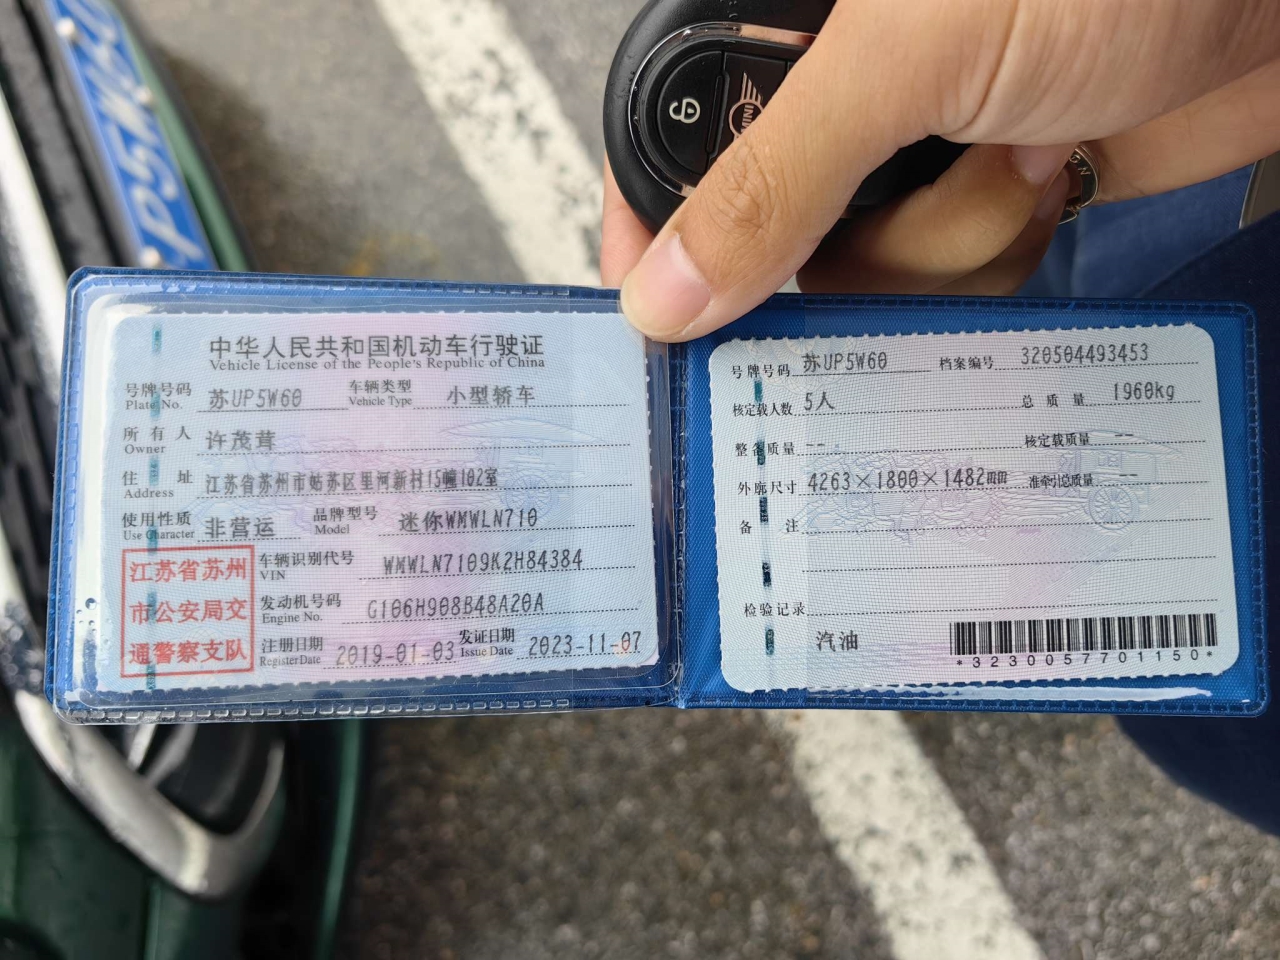 P5W60
MINI
中华人民共和国机动车行驶证
Vehicle License of the People's Republic of China
号牌号码 Plate No. 苏UP5W60 车辆类型 Vehicle Type 小型轿车
所有人 Owner 许茂茸
住址 Address 江苏省苏州市姑苏区里河新村15幢102室
使用性质 Use Character 非营运 品牌型号 Model 迷你WMWLN710
江苏省苏州
市公安局交
通警察支队
车辆识别代号 VIN WMWLN7109K2H84384
发动机号码 Engine No. G106H908B48A20A
注册日期 Register Date 2019-01-03 发证日期 Issue Date 2023-11-07
号牌号码 苏UP5W60 档案编号 320504493453
核定载人数 5人 总质量 1960kg
整备质量 -- 核定载质量 --
外廓尺寸 4263×1800×1482mm 准牵引总质量 --
备注
检验记录
汽油
*3230057701150*